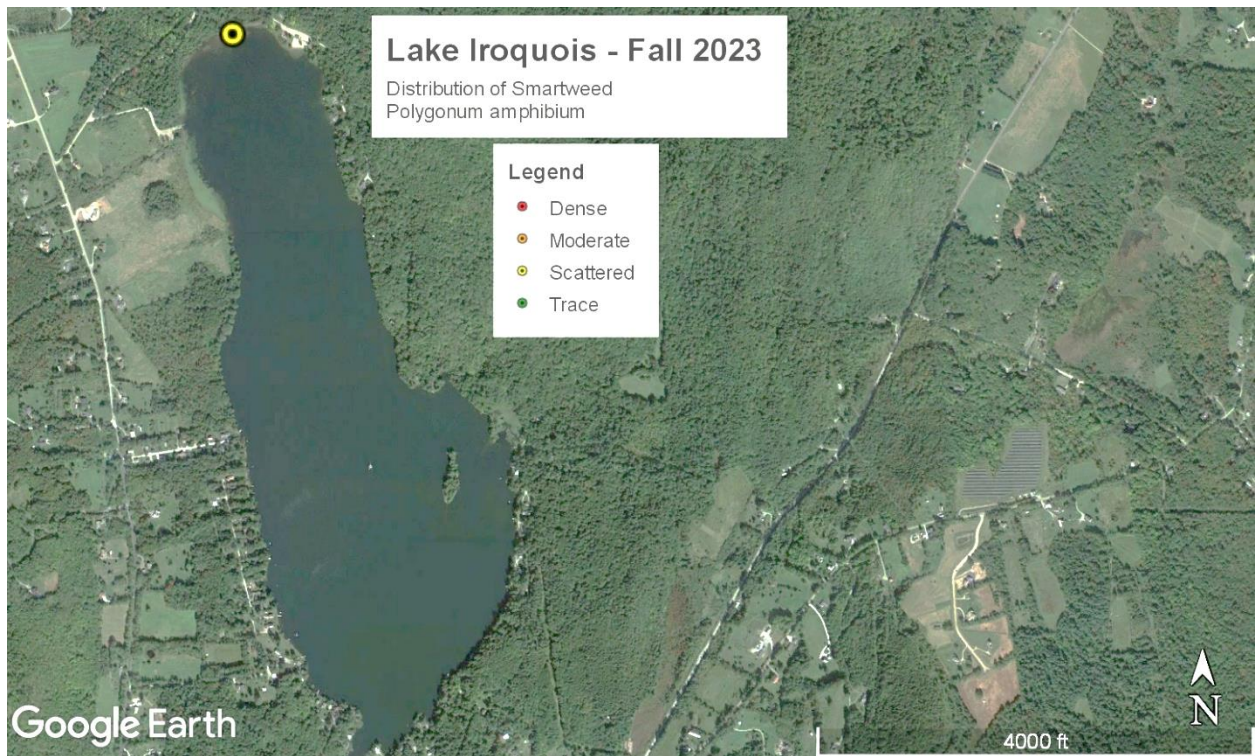 Lake Iroquois - Fall 2023
Distribution of Smartweed
Polygonum amphibium
Legend
Dense
Moderate
Scattered
Trace
Google Earth
N
4000 ft